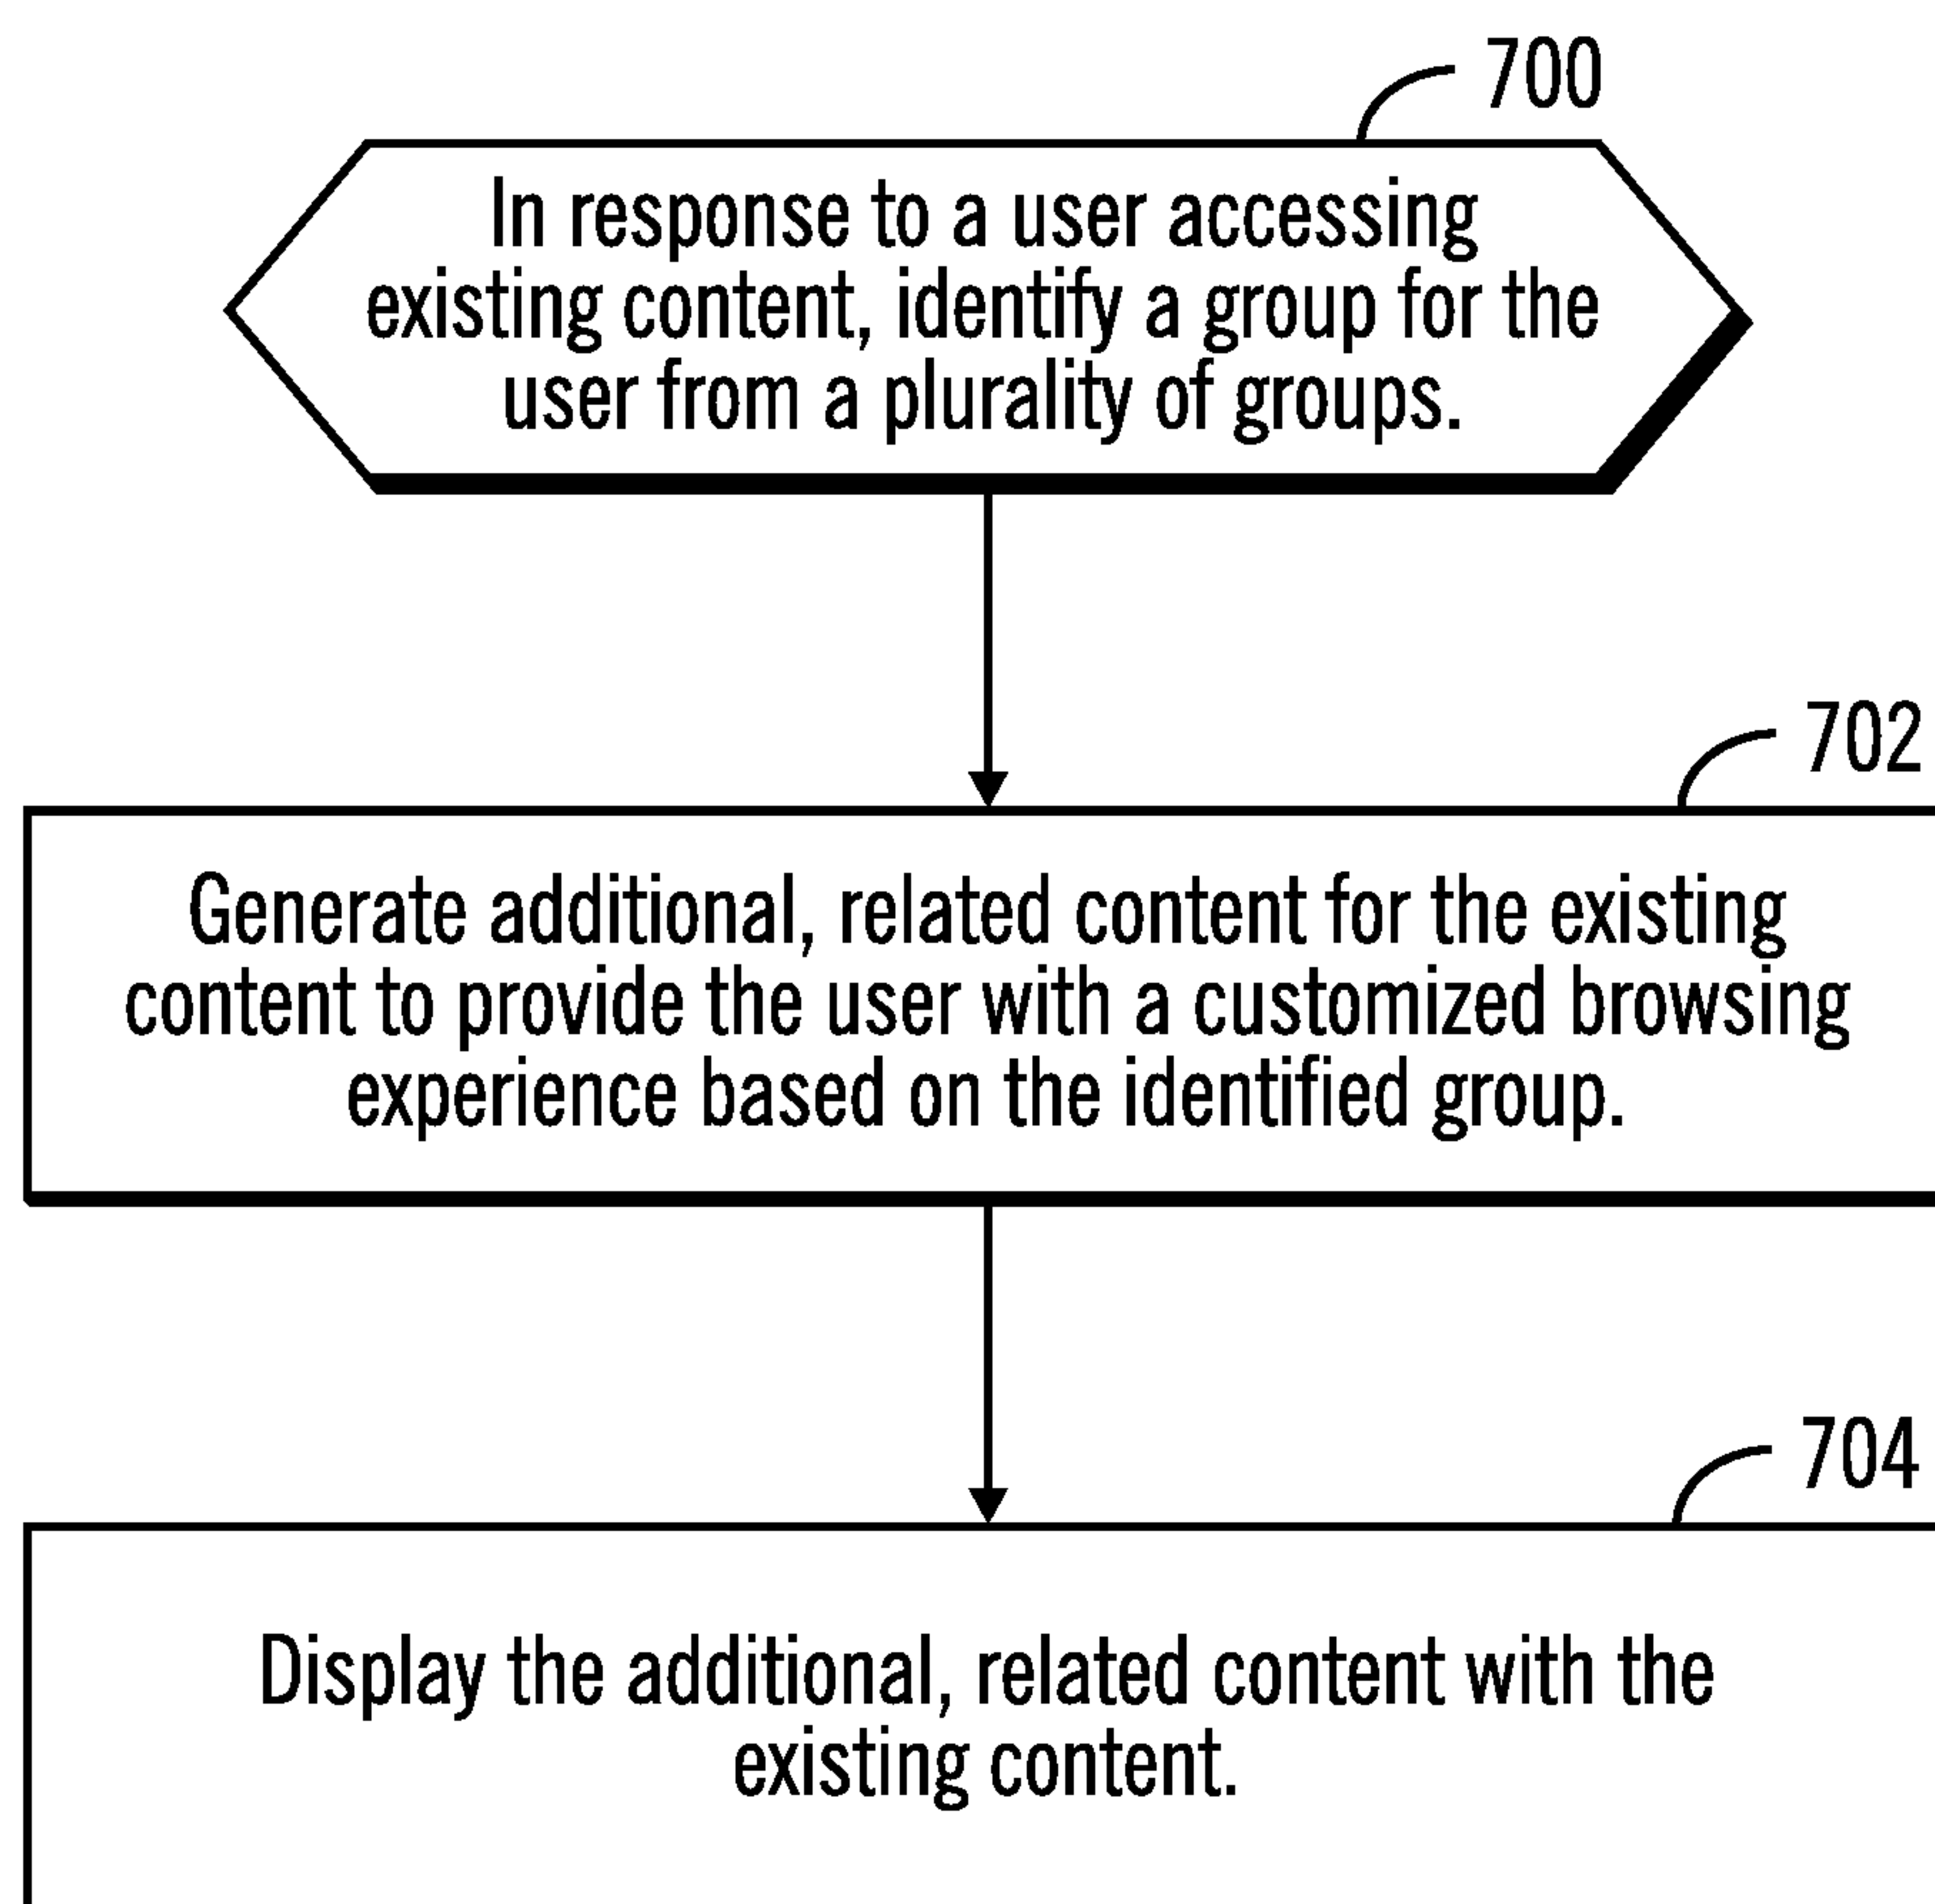 700
In response to a user accessing
existing content, identify a group for the
user from a plurality of groups.
702
Generate additional, related content for the existing
content to provide the user with a customized browsing
experience based on the identified group.
704
Display the additional, related content with the
existing content.